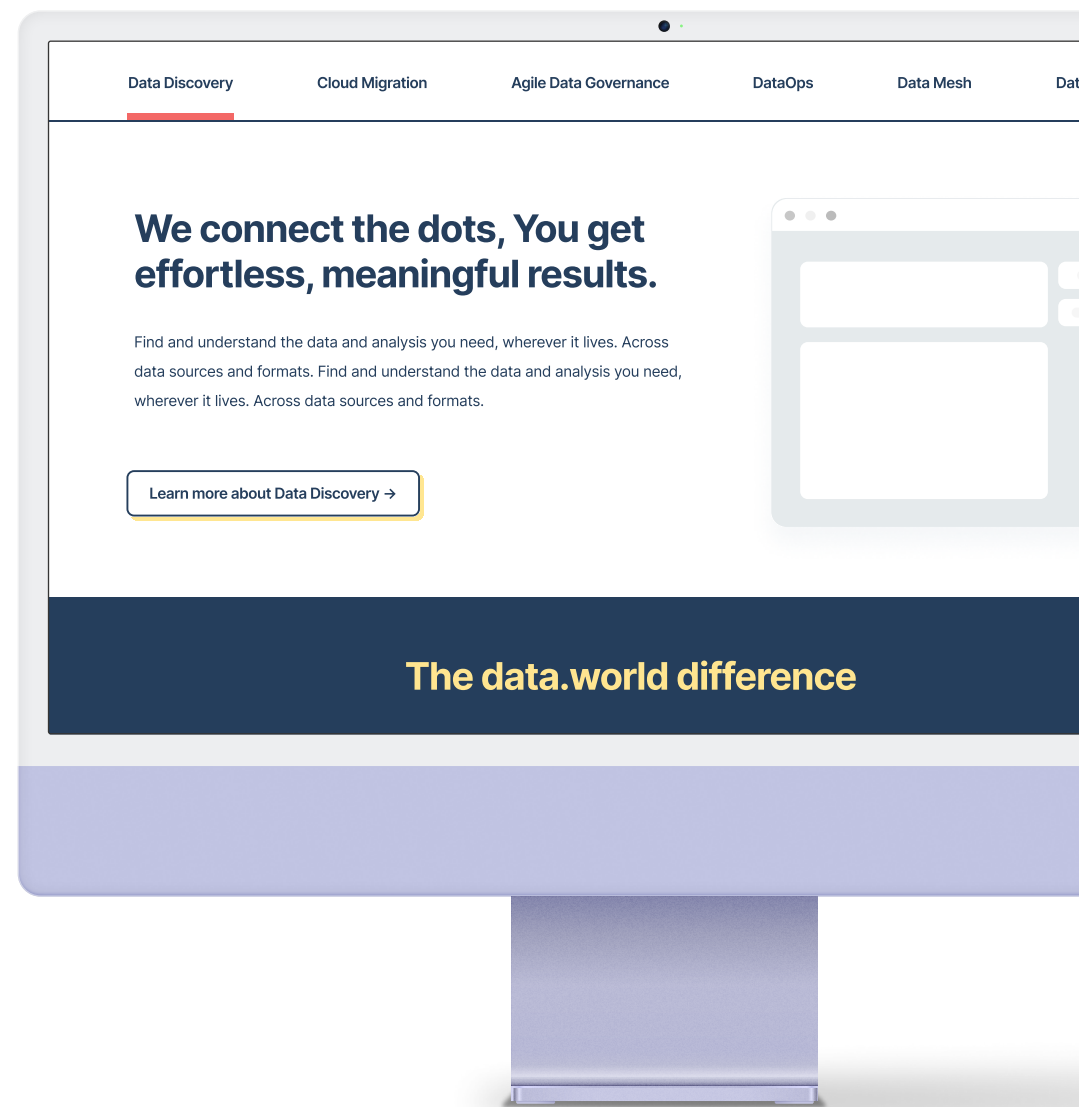 Data Discovery Cloud Migration Agile Data Governance DataOps Data Mesh
We connect the dots, You get
effortless, meaningful results.
Find and understand the data and analysis you need, wherever it lives. Across
data sources and formats. Find and understand the data and analysis you need,
wherever it lives. Across data sources and formats.
Learn more about Data Discovery →
The data.world difference